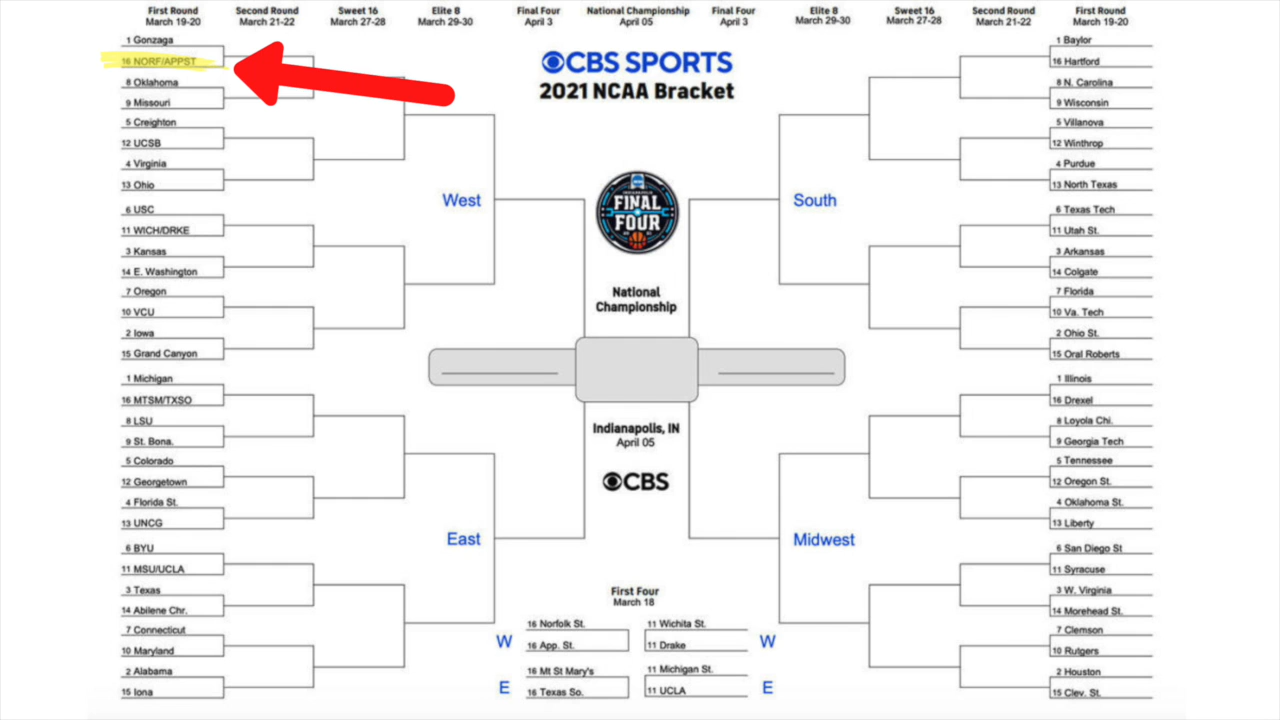 First Round
March 19-20
Second Round
March 21-22
Sweet 16
March 27-28
Elite 8
March 29-30
Final Four
April 3
National Championship
April 05
Final Four
April 3
Elite 8
March 29-30
Sweet 16
March 27-28
Second Round
March 21-22
First Round
March 19-20
CBS SPORTS
2021 NCAA Bracket
1 Gonzaga
16 NORF/APPST
8 Oklahoma
9 Missouri
5 Creighton
12 UCSB
4 Virginia
13 Ohio
6 USC
11 WICH/DRKE
3 Kansas
14 E. Washington
7 Oregon
10 VCU
2 Iowa
15 Grand Canyon
West
1 Michigan
16 MTSM/TXSO
8 LSU
9 St. Bona.
5 Colorado
12 Georgetown
4 Florida St.
13 UNCG
6 BYU
11 MSU/UCLA
3 Texas
14 Abilene Chr.
7 Connecticut
10 Maryland
2 Alabama
15 Iona
East
FINAL
FOUR
National
Championship
Indianapolis, IN
April 05
CBS
First Four
March 18
W
16 Norfolk St.
16 App. St.
11 Wichita St.
11 Drake
W
E
16 Mt St Mary's
16 Texas So.
11 Michigan St.
11 UCLA
E
1 Baylor
16 Hartford
8 N. Carolina
9 Wisconsin
5 Villanova
12 Winthrop
4 Purdue
13 North Texas
6 Texas Tech
11 Utah St.
3 Arkansas
14 Colgate
7 Florida
10 Va. Tech
2 Ohio St.
15 Oral Roberts
South
1 Illinois
16 Drexel
8 Loyola Chi.
9 Georgia Tech
5 Tennessee
12 Oregon St.
4 Oklahoma St.
13 Liberty
6 San Diego St
11 Syracuse
3 W. Virginia
14 Morehead St.
7 Clemson
10 Rutgers
2 Houston
15 Clev. St.
Midwest